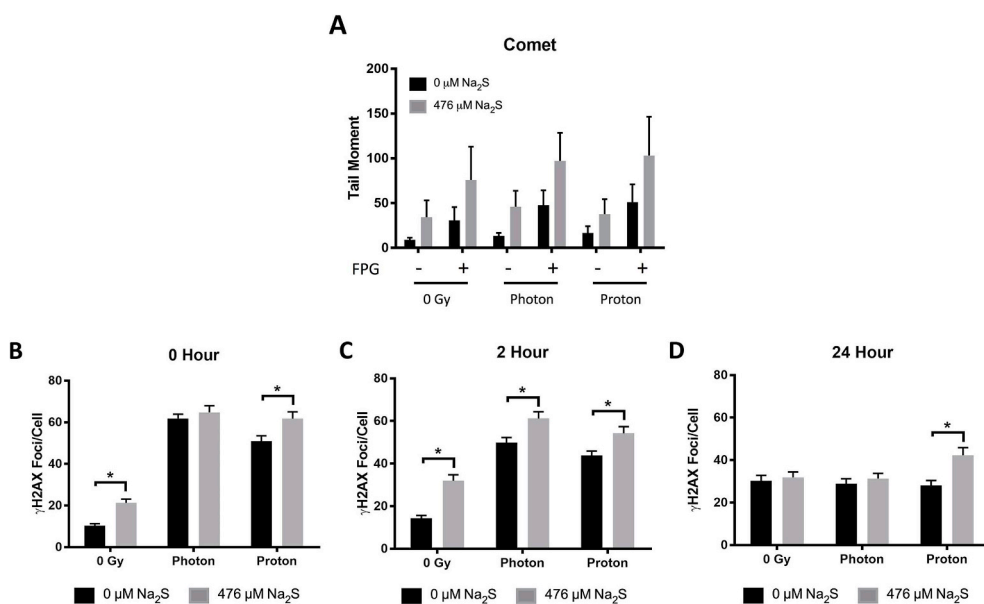 A
Comet
0 μM Na₂S
476 μM Na₂S
Tail Moment
200
150
100
50
0
FPG - + - + - +
0 Gy Photon Proton
B
0 Hour
γH2AX Foci/Cell
80
60
40
20
0
*
*
0 Gy Photon Proton
0 μM Na₂S 476 μM Na₂S
C
2 Hour
γH2AX Foci/Cell
80
60
40
20
0
*
*
*
0 Gy Photon Proton
0 μM Na₂S 476 μM Na₂S
D
24 Hour
γH2AX Foci/Cell
80
60
40
20
0
*
0 Gy Photon Proton
0 μM Na₂S 476 μM Na₂S